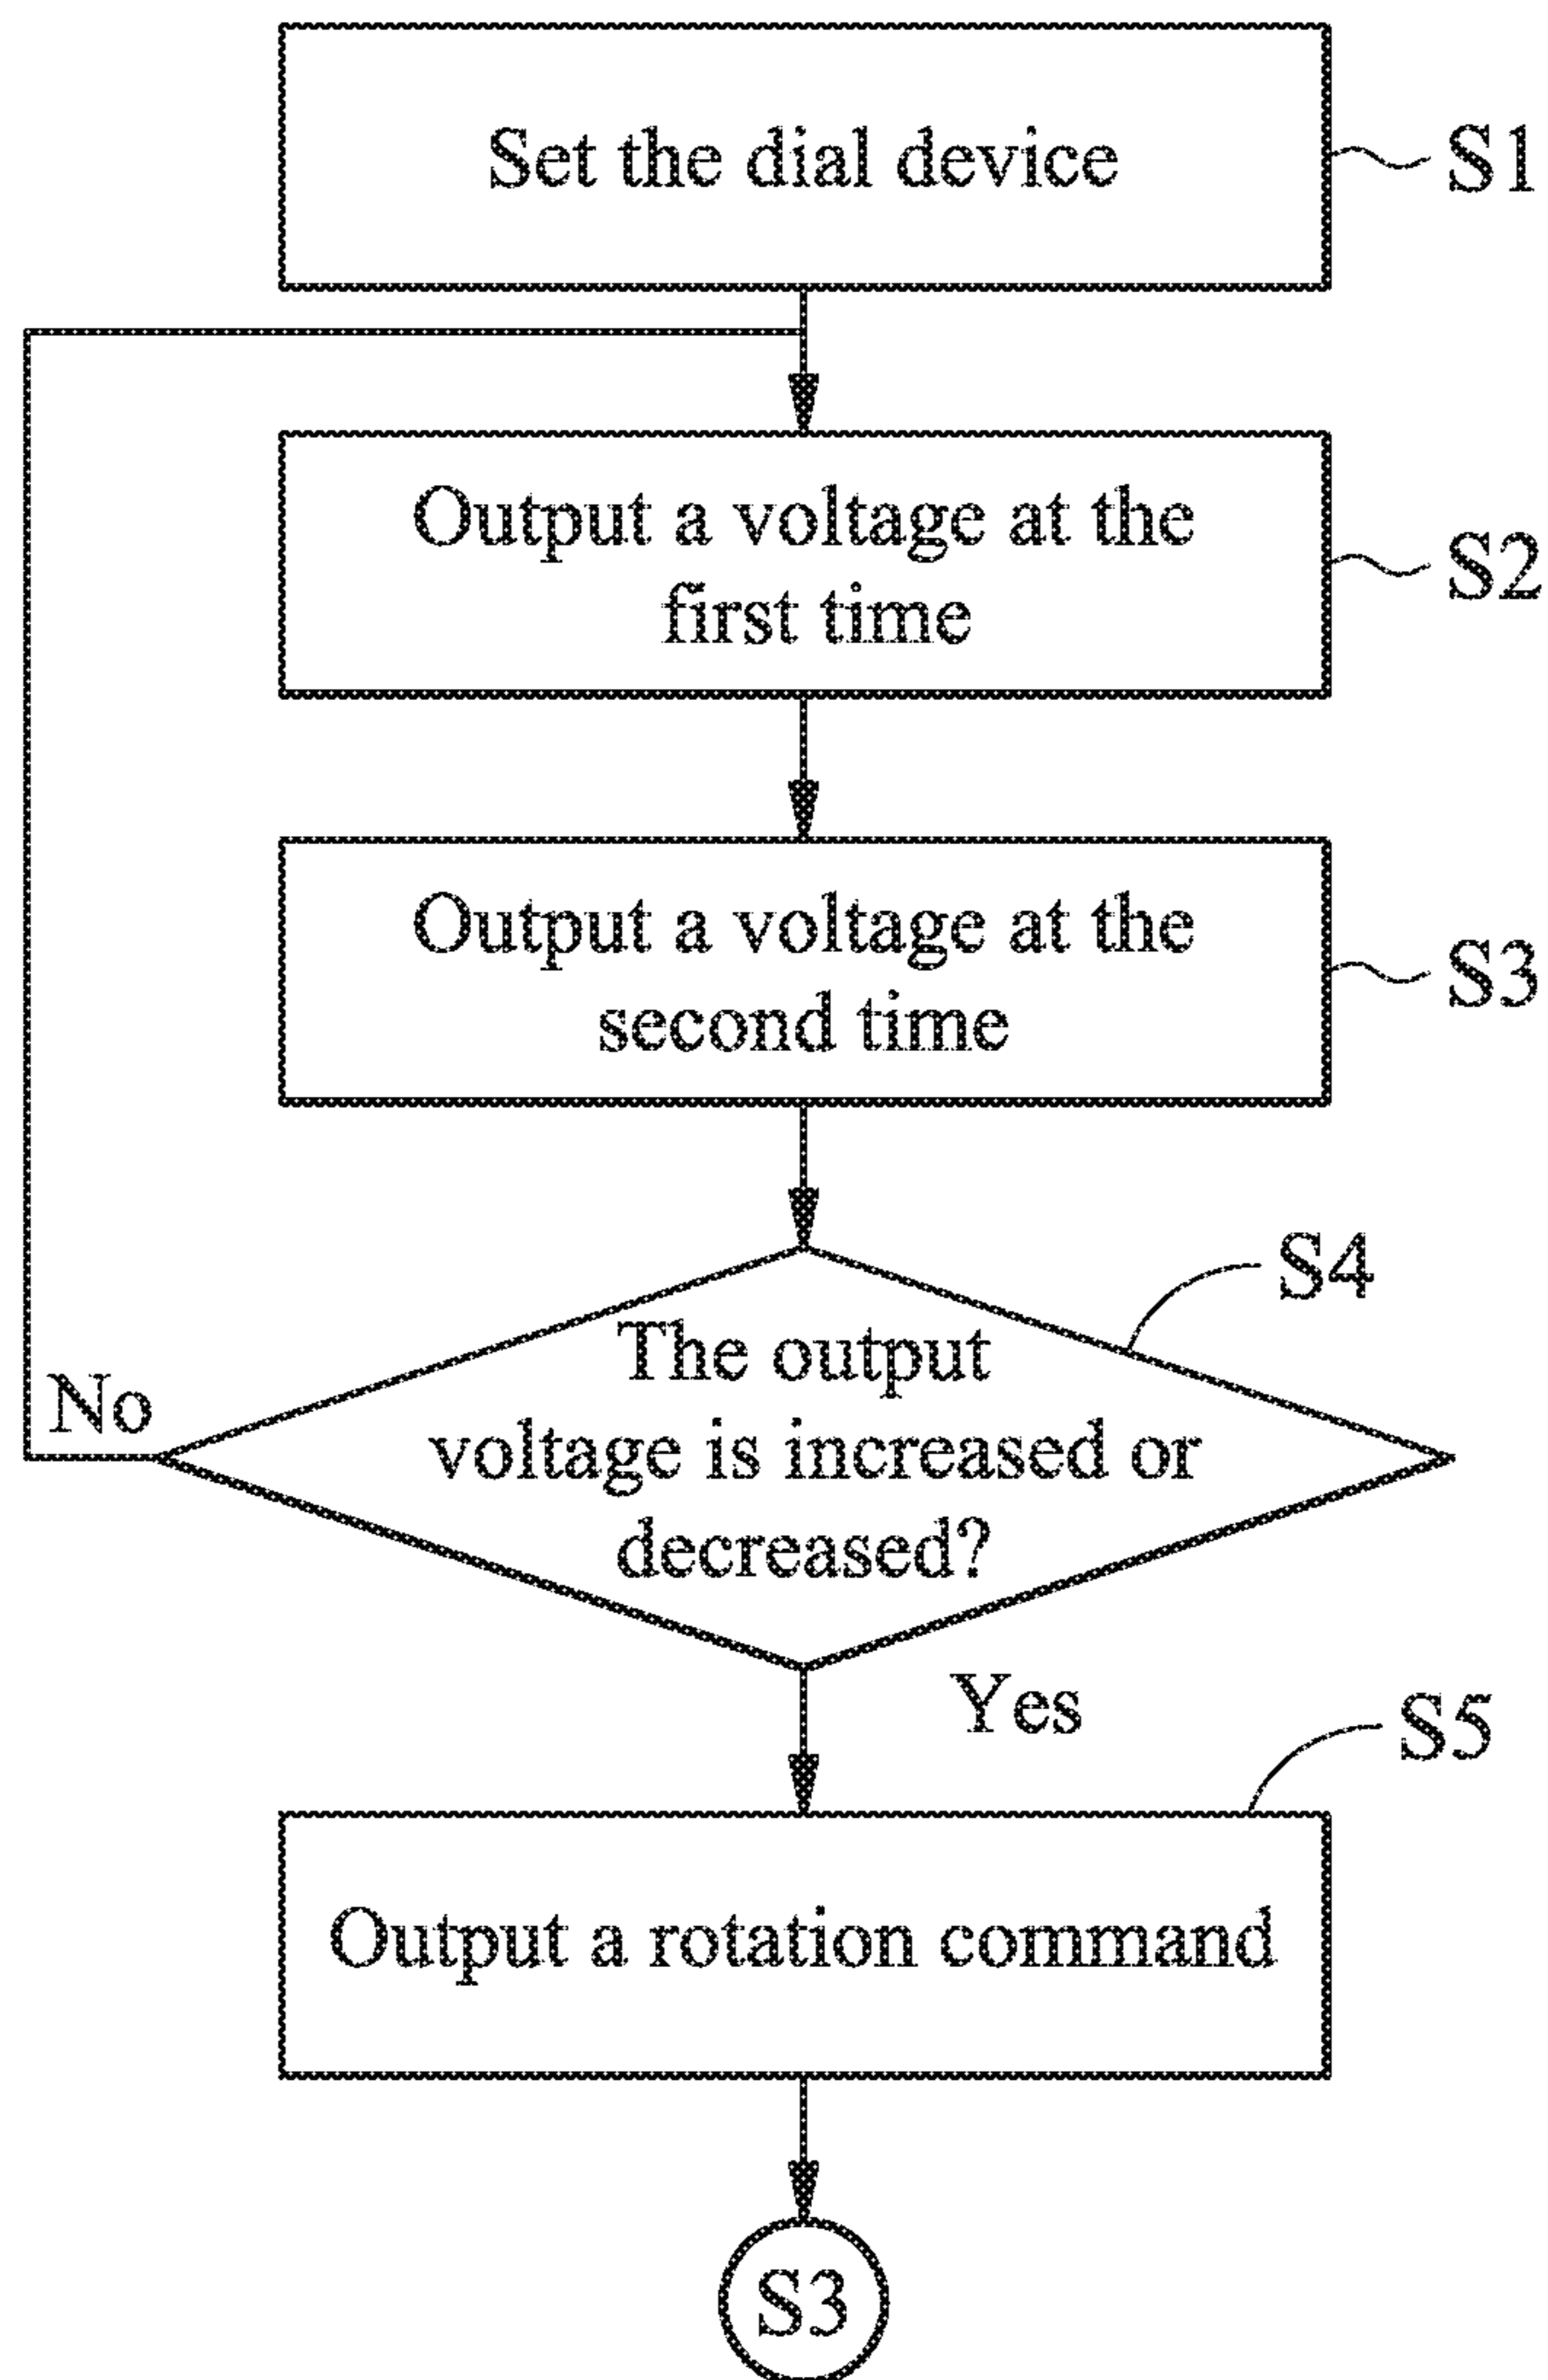 Set the dial device
S1
Output a voltage at the
first time
S2
Output a voltage at the
second time
S3
The output
voltage is increased or
decreased?
S4
No
Yes
S5
Output a rotation command
S3